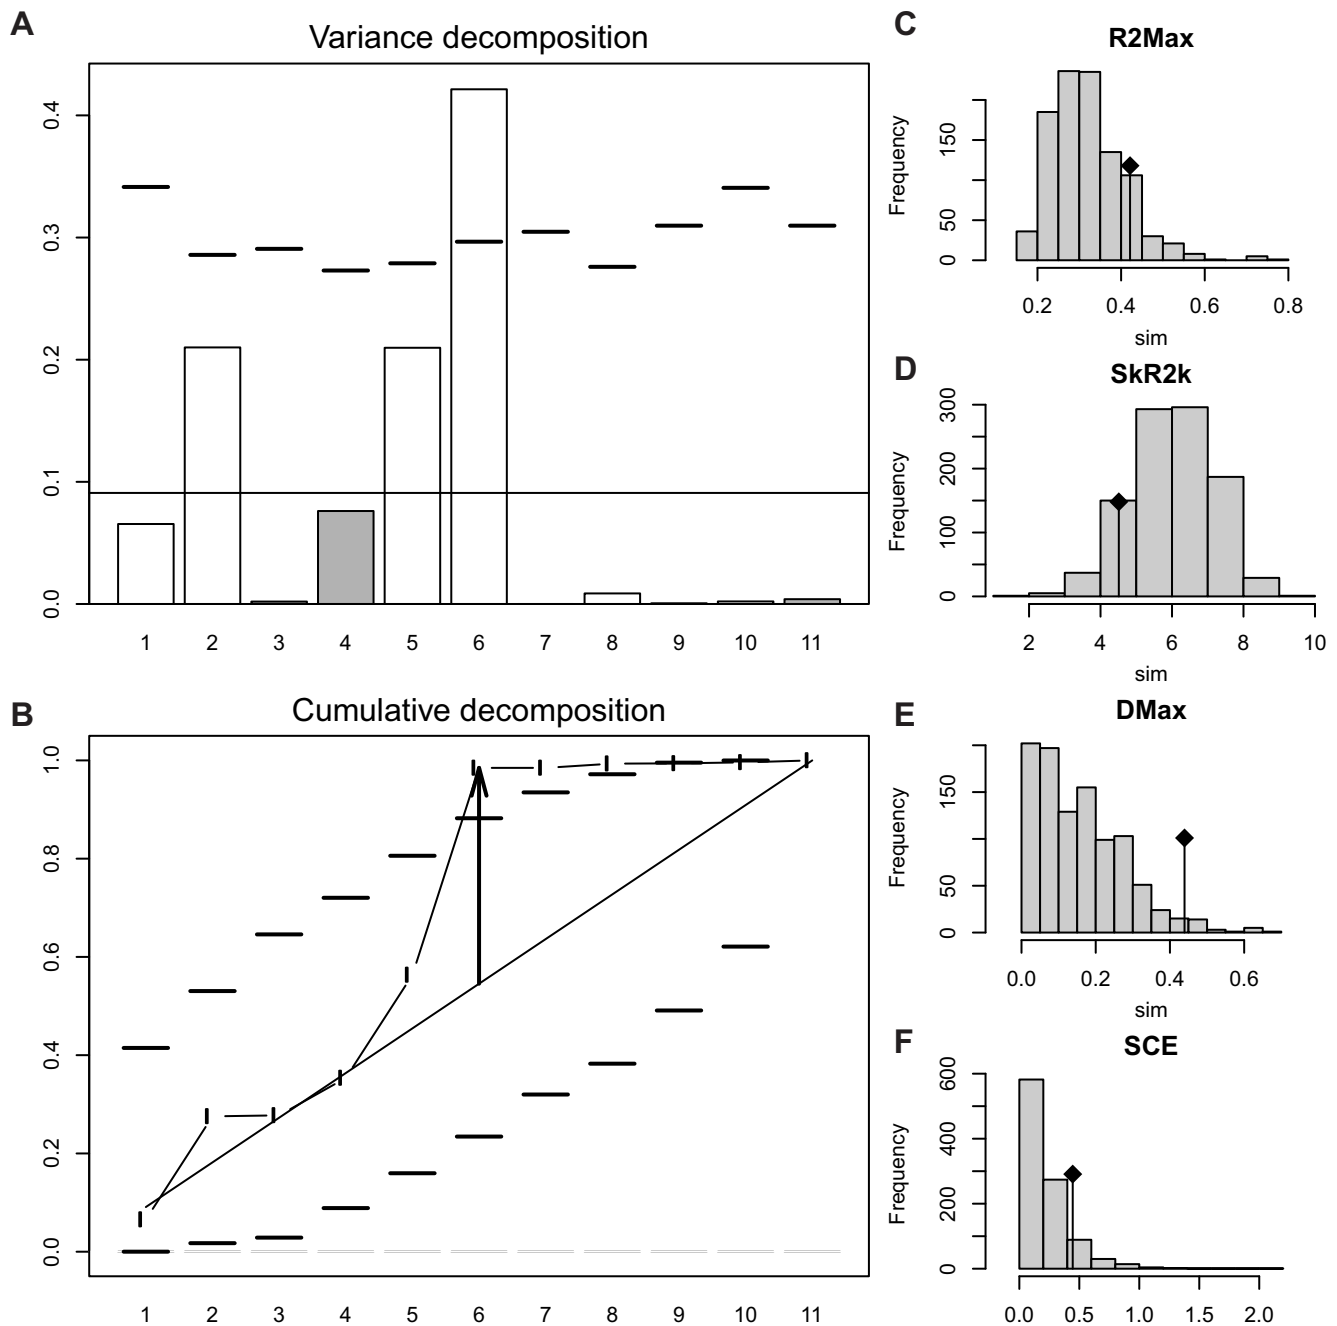 A
Variance decomposition
0.4
0.3
0.2
0.1
0.0
1 2 3 4 5 6 7 8 9 10 11
B
Cumulative decomposition
1.0
0.8
0.6
0.4
0.2
0.0
1 2 3 4 5 6 7 8 9 10 11
C
R2Max
Frequency
150
50
0
0.2 0.4 0.6 0.8
sim
D
SkR2k
Frequency
300
200
100
0
2 4 6 8 10
sim
E
DMax
Frequency
150
50
0
0.0 0.2 0.4 0.6
sim
F
SCE
Frequency
600
400
200
0
0.0 0.5 1.0 1.5 2.0